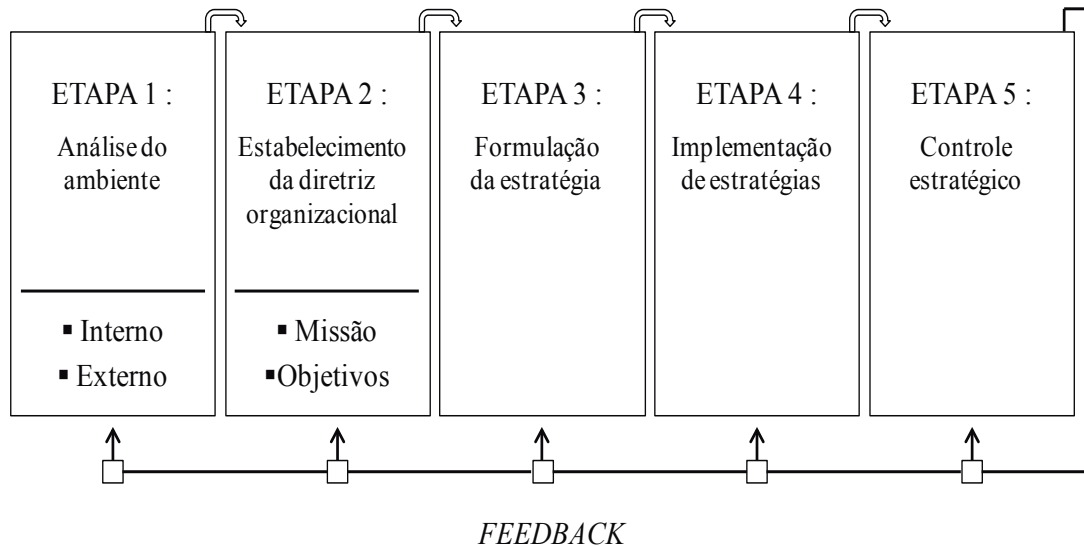 ETAPA 1 :
Análise do
ambiente
▪ Interno
▪ Externo
ETAPA 2 :
Estabelecimento
da diretriz
organizacional
▪ Missão
▪Objetivos
ETAPA 3 :
Formulação
da estratégia
ETAPA 4 :
Implementação
de estratégias
ETAPA 5 :
Controle
estratégico
FEEDBACK